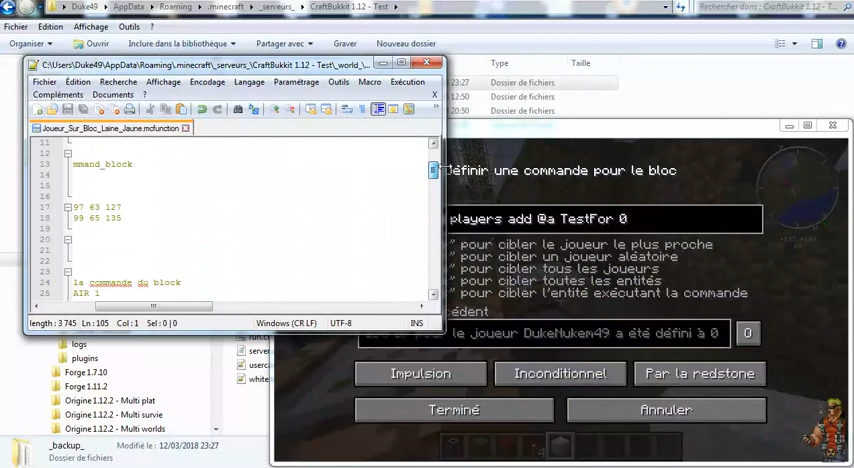 Duke49 ▸ AppData ▸ Roaming ▸ .minecraft ▸ _serveurs_ ▸ CraftBukkit 1.12 - Test ▸
Rechercher dans : CraftBukkit 1.12 - T...
Fichier Affichage Outils ?
Organiser Ouvrir Inclure dans la bibliothèque Partager avec Graver Nouveau dossier
Type Taille
23:27 Dossier de fichiers
12:50 Dossier de fichiers
20:50 Dossier de fichiers
C:\Users\Duke49\AppData\Roaming\.minecraft\_serveurs_\CraftBukkit 1.12 - Test\_world_\...
Fichier Édition Recherche Affichage Encodage Langage Paramétrage Outils Macro Exécution
Compléments Documents ? X
Joueur_Sur_Bloc_Laine_Jaune.mcfunction
11
12
13 mmand_block
14
15
16
17 97 63 127
18 99 65 135
19
20
21
22
23
24 la commande du block
25 AIR 1
length : 3 745 Ln : 105 Col : 1 Sel : 0 | 0 Windows (CR LF) UTF-8 INS
Définir une commande pour le bloc
players add @a TestFor 0
" pour cibler le joueur le plus proche
" pour cibler un joueur aléatoire
" pour cibler tous les joueurs
" pour cibler toutes les entités
" pour cibler l'entité exécutant la commande
cédent
pour le joueur DukeNukem49 a été défini à 0
O
Impulsion Inconditionnel Par la redstone
Terminé Annuler
logs
plugins
Forge 1.7.10
Forge 1.11.2
Origine 1.12.2 - Multi plat
Origine 1.12.2 - Multi survie
Origine 1.12.2 - Multi worlds
server
userca
white
_backup_ Modifié le : 12/03/2018 23:27
Dossier de fichiers